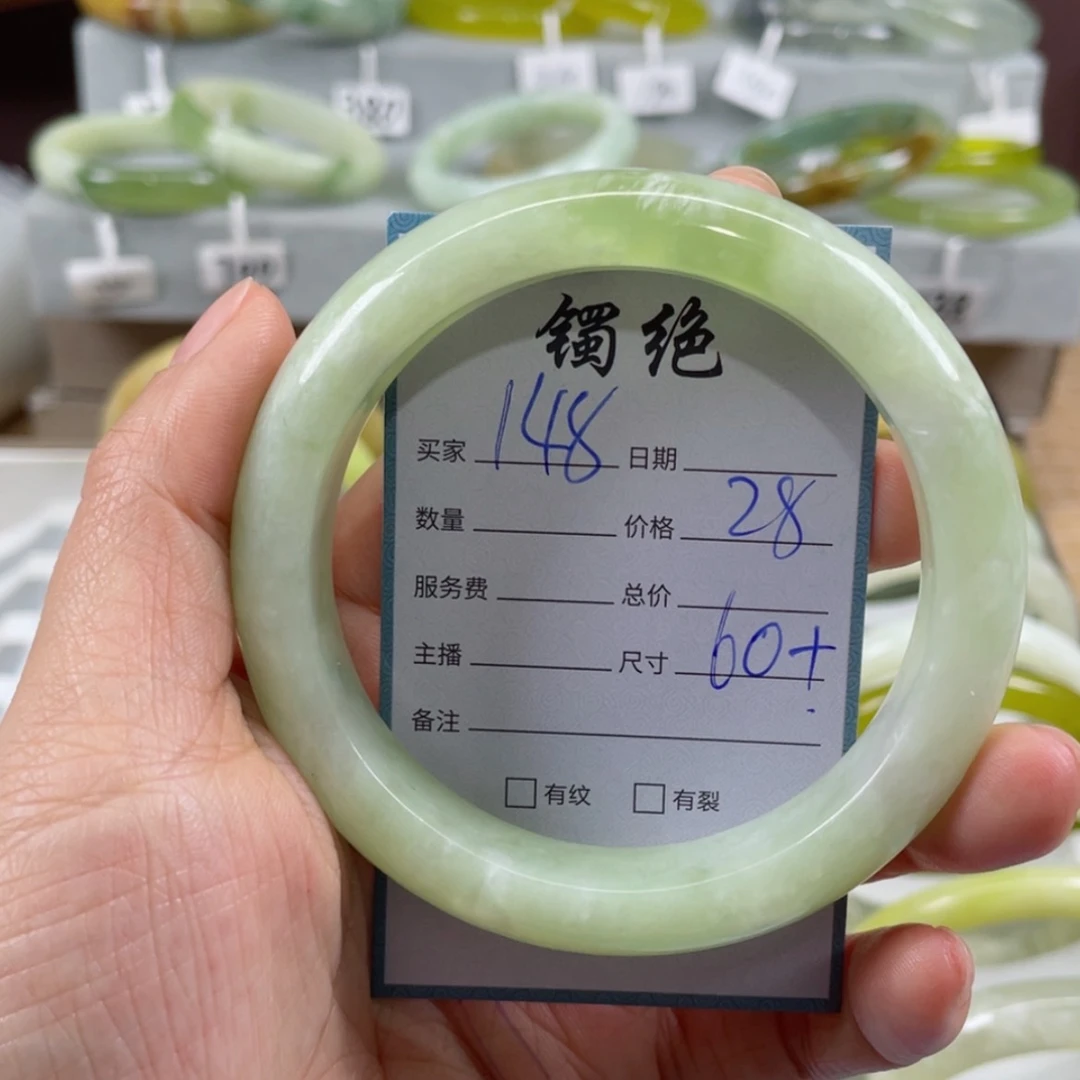 镯绝
买家 148 日期
数量 价格 28
服务费 总价
主播 尺寸 60+
备注
□有纹 □有裂